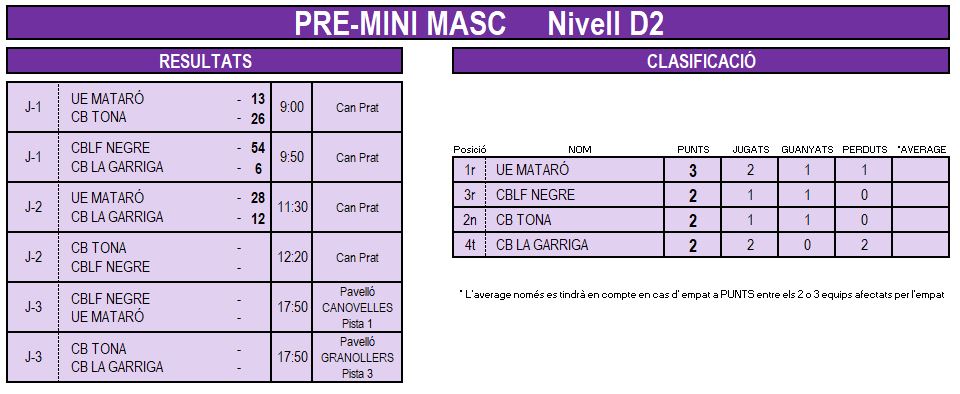 PRE-MINI MASC Nivell D2
RESULTATS
J-1 UE MATARÓ - 13 9:00 Can Prat
CB TONA - 26
J-1 CBLF NEGRE - 54 9:50 Can Prat
CB LA GARRIGA - 6
J-2 UE MATARÓ - 28 11:30 Can Prat
CB LA GARRIGA - 12
J-2 CB TONA - 12:20 Can Prat
CBLF NEGRE -
J-3 CBLF NEGRE - 17:50 Pavelló
UE MATARÓ - CANOVELLES
Pista 1
J-3 CB TONA - 17:50 Pavelló
CB LA GARRIGA - GRANOLLERS
Pista 3
CLASIFICACIÓ
Posició NOM PUNTS JUGATS GUANYATS PERDUTS *AVERAGE
1r UE MATARÓ 3 2 1 1
3r CBLF NEGRE 2 1 1 0
2n CB TONA 2 1 1 0
4t CB LA GARRIGA 2 2 0 2
* L'average només es tindrà en compte en cas d' empat a PUNTS entre els 2 o 3 equips afectats per l'empat